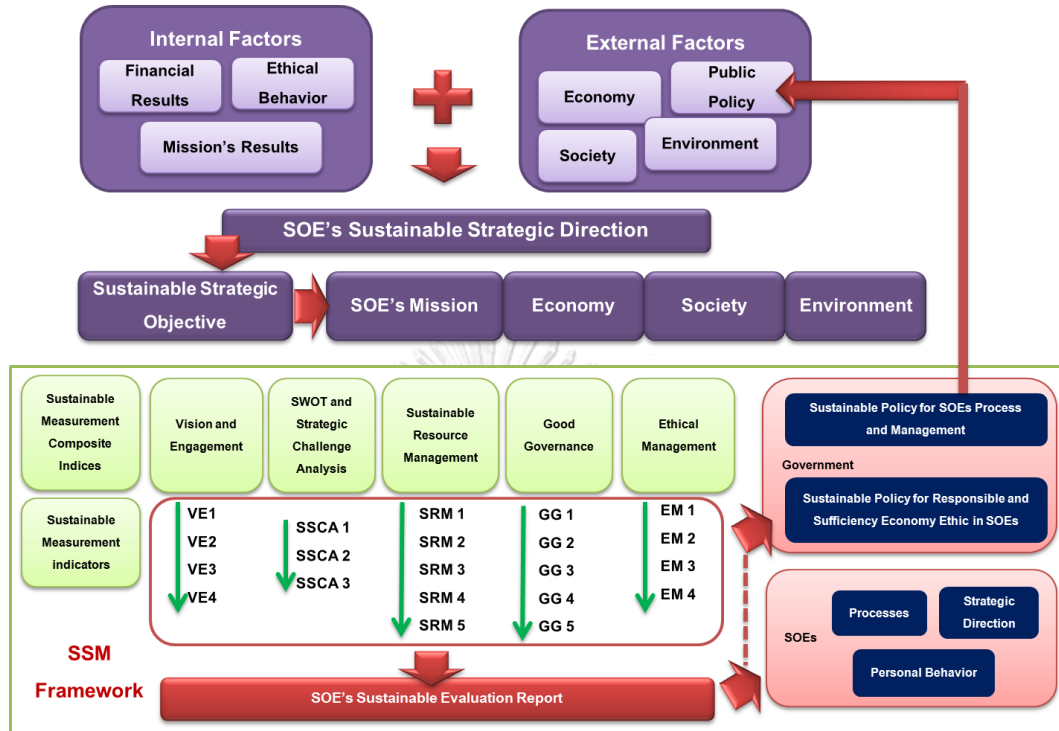 Internal Factors
Financial
Results
Ethical
Behavior
Mission's Results
External Factors
Economy
Public
Policy
Society
Environment
SOE's Sustainable Strategic Direction
Sustainable Strategic
Objective
SOE's Mission
Economy
Society
Environment
Sustainable
Measurement
Composite
Indices
Vision and
Engagement
SWOT and
Strategic
Challenge
Analysis
Sustainable
Resource
Management
Good
Governance
Ethical
Management
Sustainable
Measurement
indicators
VE1
VE2
VE3
VE4
SSCA 1
SSCA 2
SSCA 3
SRM 1
SRM 2
SRM 3
SRM 4
SRM 5
GG 1
GG 2
GG 3
GG 4
GG 5
EM 1
EM 2
EM 3
EM 4
SSM
Framework
SOE's Sustainable Evaluation Report
Sustainable Policy for SOEs Process
and Management
Government
Sustainable Policy for Responsible and
Sufficiency Economy Ethic in SOEs
SOEs
Processes
Strategic
Direction
Personal Behavior